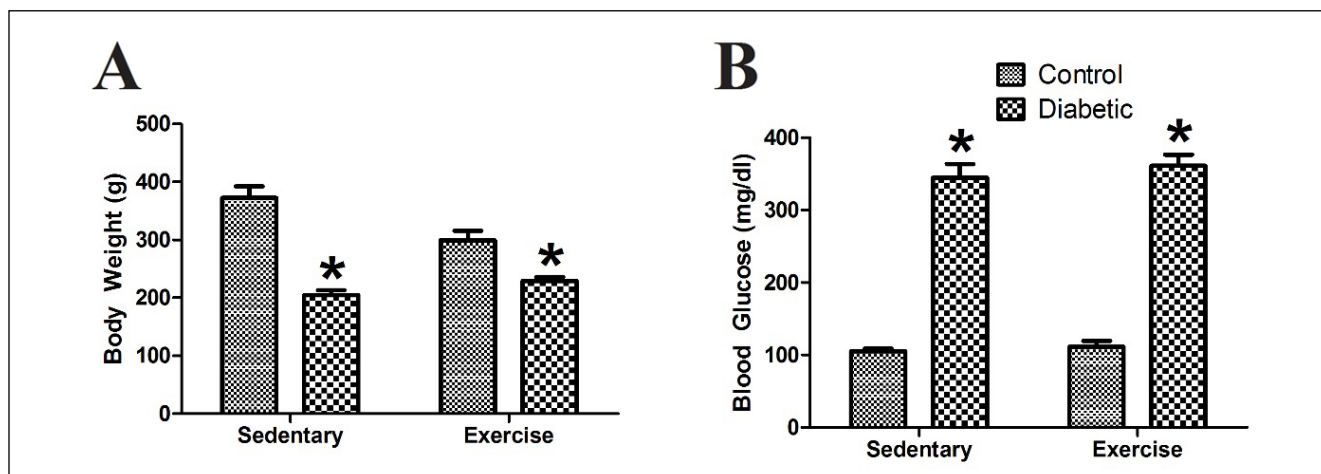 A
Body Weight (g)
500
400
300
200
100
0
*
*
Sedentary Exercise
B
Control
Diabetic
Blood Glucose (mg/dl)
400
300
200
100
0
*
*
Sedentary Exercise